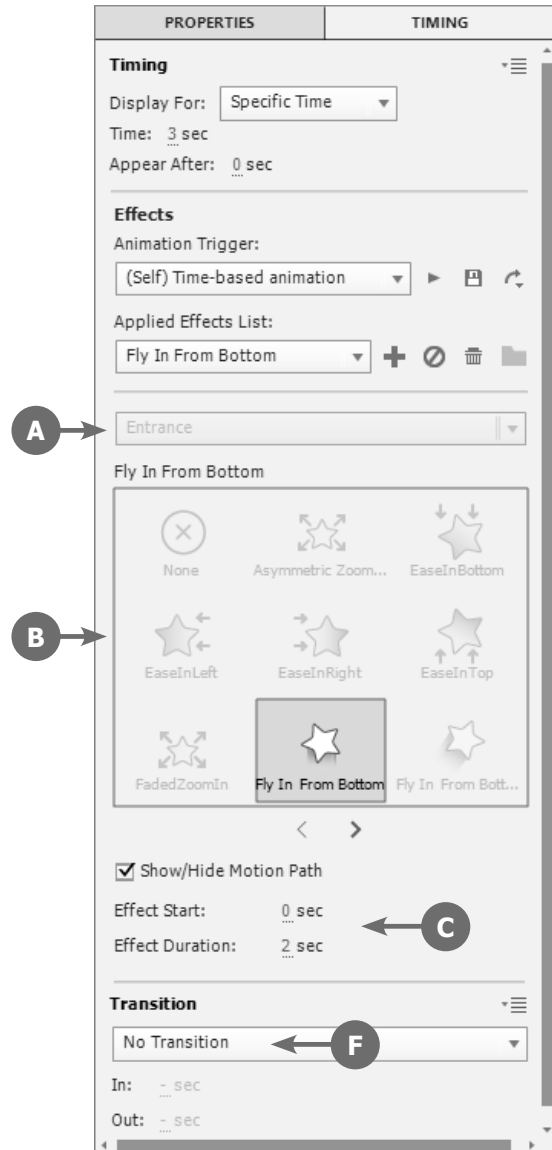 PROPERTIES TIMING
Timing
Display For: Specific Time
Time: 3 sec
Appear After: 0 sec
Effects
Animation Trigger:
(Self) Time-based animation
Applied Effects List:
Fly In From Bottom
A
Entrance
Fly In From Bottom
None Asymmetric Zoom... EaseInBottom
B
EaseInLeft EaseInRight EaseInTop
FadedZoomIn Fly In From Bottom Fly In From Bott...
Show/Hide Motion Path
Effect Start: 0 sec
C
Effect Duration: 2 sec
Transition
No Transition F
In: - sec
Out: - sec